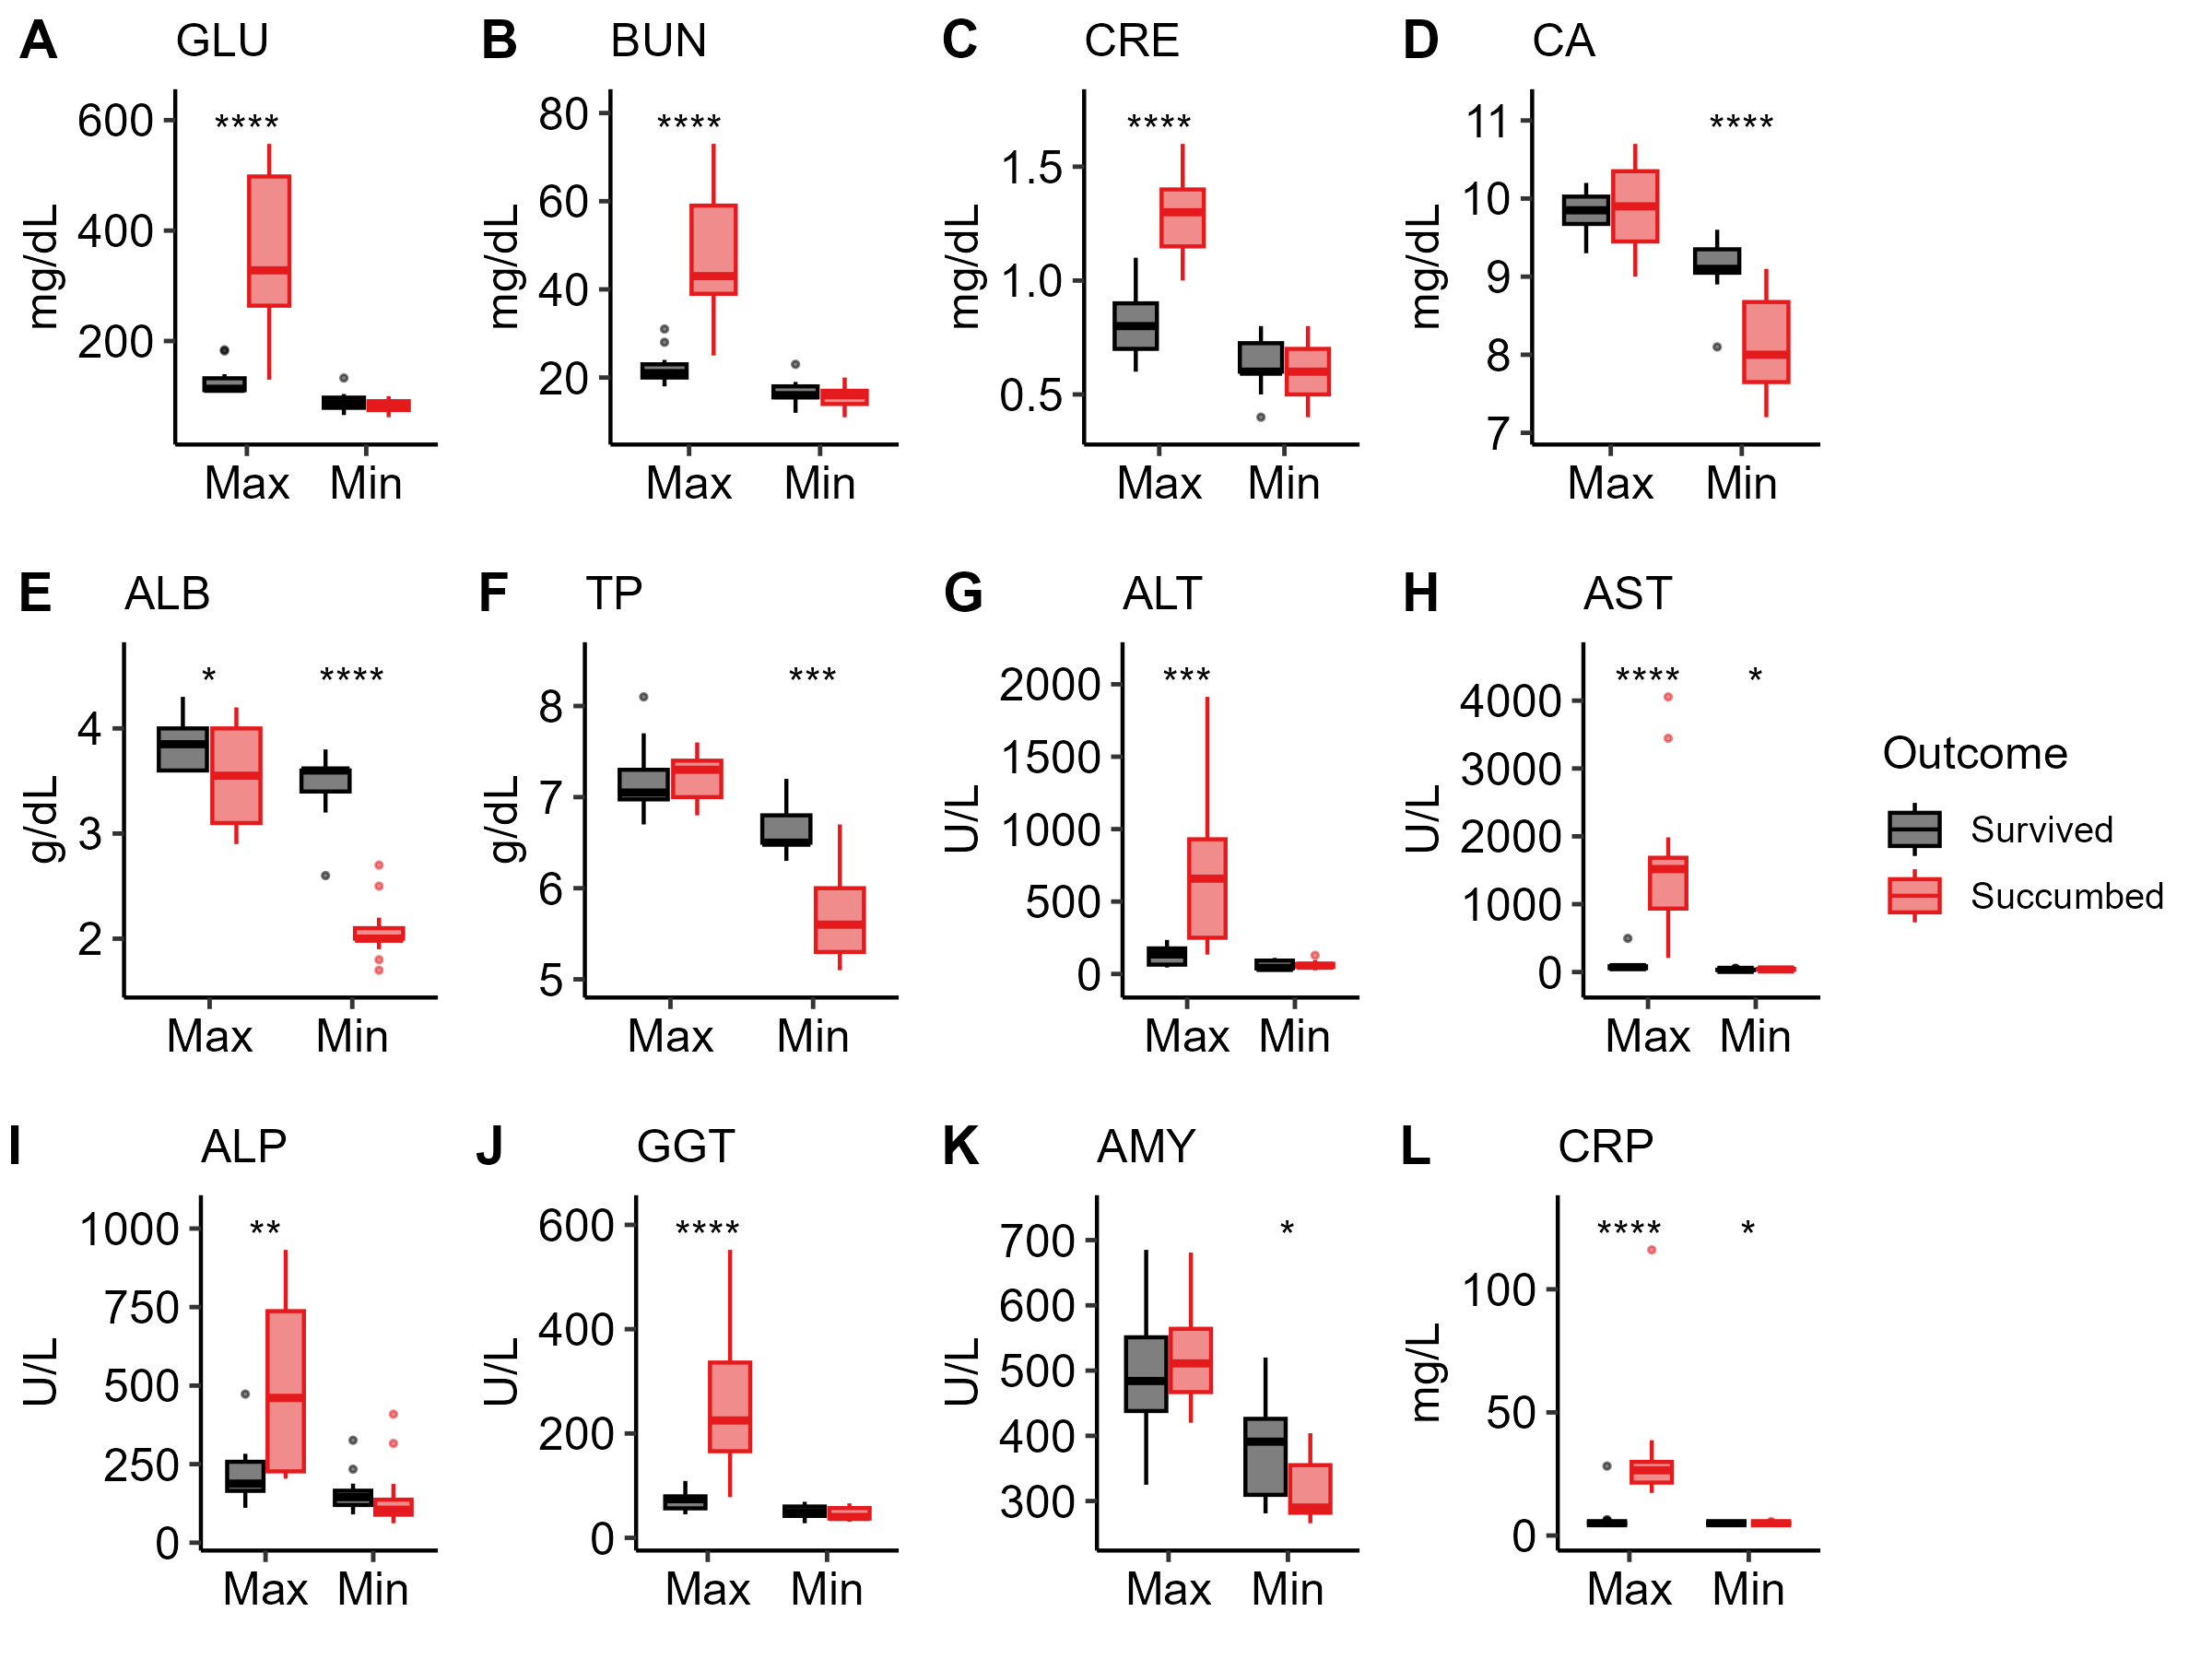 A GLU
mg/dL
600
400
200
****
Max Min
B BUN
mg/dL
80
60
40
20
****
Max Min
C CRE
mg/dL
1.5
1.0
0.5
****
Max Min
D CA
mg/dL
11
10
9
8
7
****
Max Min
E ALB
g/dL
4
3
2
* ****
Max Min
F TP
g/dL
8
7
6
5
***
Max Min
G ALT
U/L
2000
1500
1000
500
0
***
Max Min
H AST
U/L
4000
3000
2000
1000
0
**** *
Max Min
Outcome
Survived
Succumbed
I ALP
U/L
1000
750
500
250
0
**
Max Min
J GGT
U/L
600
400
200
0
****
Max Min
K AMY
U/L
700
600
500
400
300
*
Max Min
L CRP
mg/L
100
50
0
**** *
Max Min